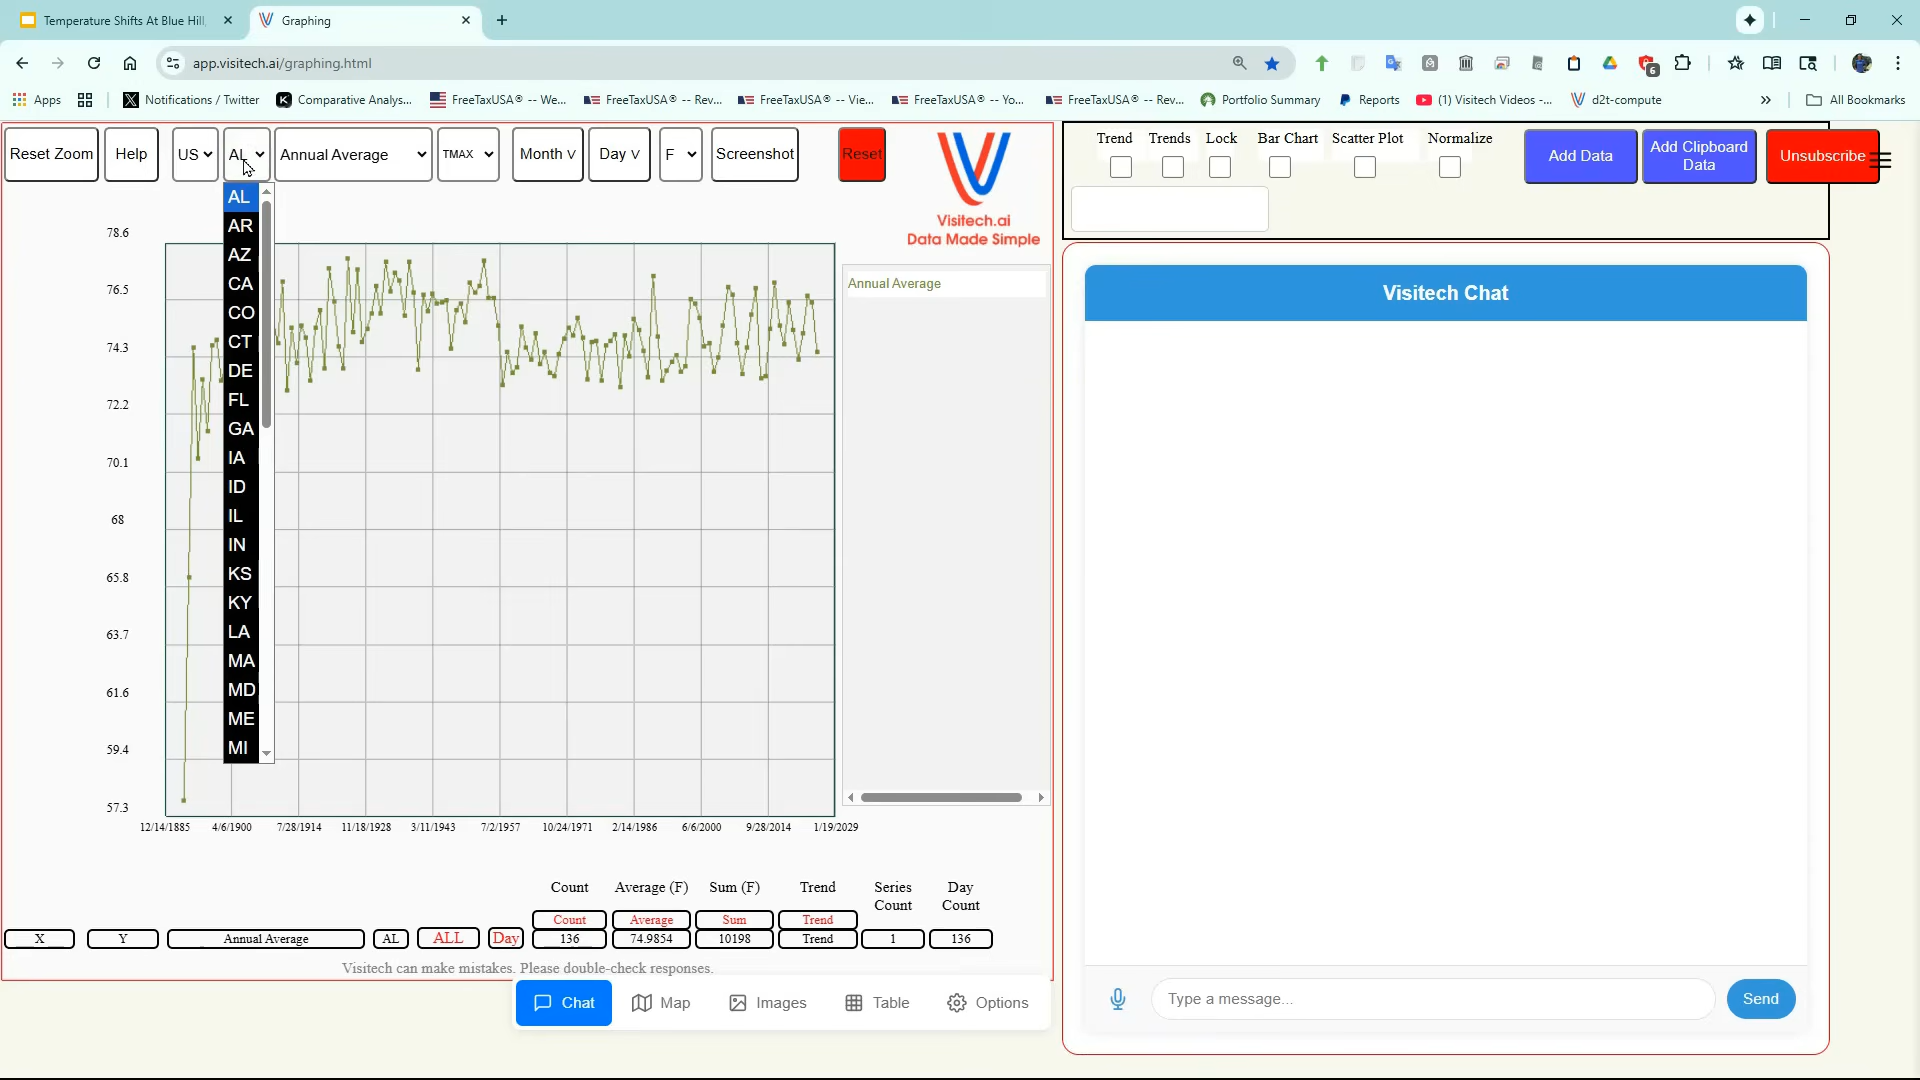 Temperature Shifts At Blue Hill
Graphing
app.visitech.ai/graphing.html
6
Apps
Notifications / Twitter
Comparative Analys...
FreeTaxUSA® -- We...
FreeTaxUSA® -- Rev...
FreeTaxUSA® -- Vie...
FreeTaxUSA® -- Yo...
FreeTaxUSA® -- Rev...
Portfolio Summary
Reports
(1) Visitech Videos -...
d2t-compute
All Bookmarks
Reset Zoom
Help
US
AL
Annual Average
TMAX
Month V
Day V
F
Screenshot
Reset
Visitech.ai
Data Made Simple
Trend
Trends
Lock
Bar Chart
Scatter Plot
Normalize
Add Data
Add Clipboard
Data
Unsubscribe
AL
AR
AZ
CA
CO
CT
DE
FL
GA
IA
ID
IL
IN
KS
KY
LA
MA
MD
ME
MI
78.6
76.5
74.3
72.2
70.1
68
65.8
63.7
61.6
59.4
57.3
12/14/1885
4/6/1900
7/28/1914
11/18/1928
3/11/1943
7/2/1957
10/24/1971
2/14/1986
6/6/2000
9/28/2014
1/19/2029
Annual Average
Visitech Chat
Count
Average (F)
Sum (F)
Trend
Series
Count
Day
Count
Count
Average
Sum
Trend
X
Y
Annual Average
AL
ALL
Day
136
74.9854
10198
Trend
1
136
Visitech can make mistakes. Please double-check responses.
Chat
Map
Images
Table
Options
Type a message...
Send